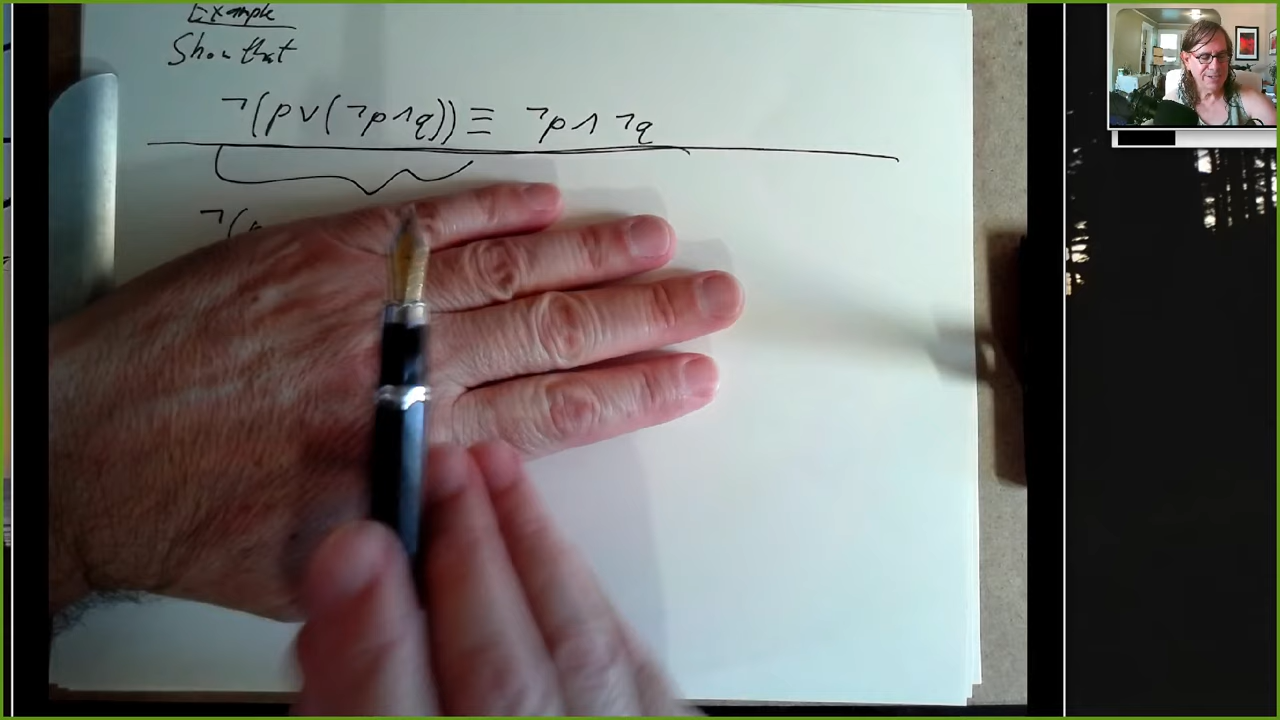 Example
Show that
¬(p∨(¬p∧q)) ≡ ¬p∧¬q
¬(